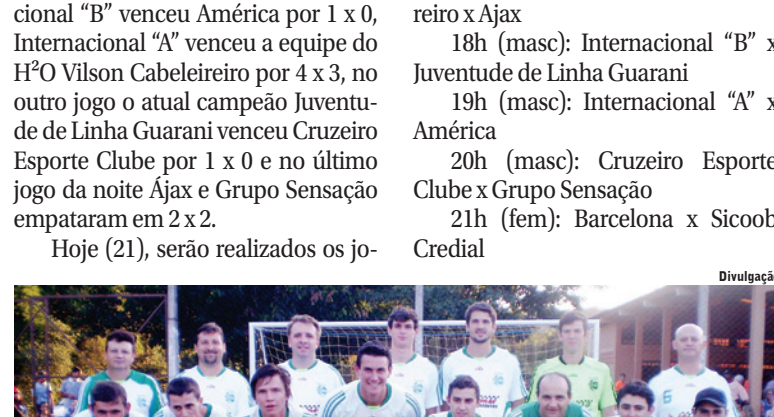 cional “B” venceu América por 1 x 0,
Internacional “A” venceu a equipe do
H²O Vilson Cabeleireiro por 4 x 3, no
outro jogo o atual campeão Juventu-
de de Linha Guarani venceu Cruzeiro
Esporte Clube por 1 x 0 e no último
jogo da noite Ájax e Grupo Sensação
empataram em 2 x 2.
Hoje (21), serão realizados os jo-
reiro x Ajax
18h (masc): Internacional “B” x
Juventude de Linha Guarani
19h (masc): Internacional “A” x
América
20h (masc): Cruzeiro Esporte
Clube x Grupo Sensação
21h (fem): Barcelona x Sicoob
Credial
Divulgação
6